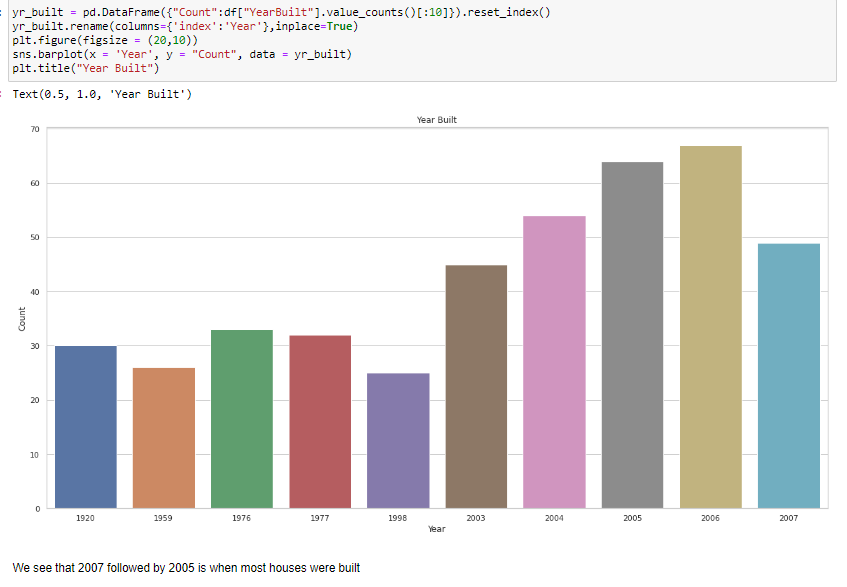 yr_built = pd.DataFrame({"Count":df["YearBuilt"].value_counts()[:10]}).reset_index()
yr_built.rename(columns={'index':'Year'},inplace=True)
plt.figure(figsize = (20,10))
sns.barplot(x = 'Year', y = "Count", data = yr_built)
plt.title("Year Built")
Text(0.5, 1.0, 'Year Built')
Year Built
70
60
50
40
30
20
10
0
Count
1920 1959 1976 1977 1998 2003 2004 2005 2006 2007
Year
We see that 2007 followed by 2005 is when most houses were built